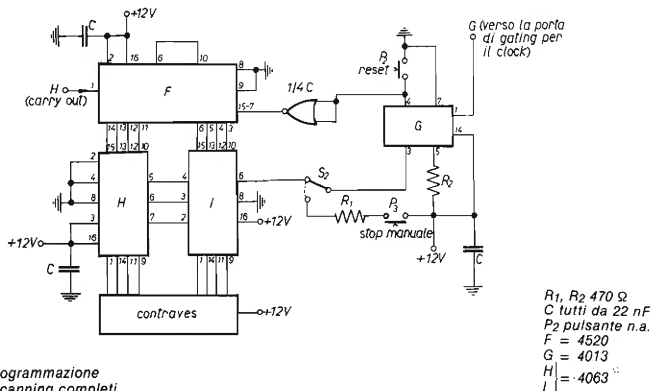 +12V
C
2 16 6 10
H
(carry out)
1
F
8
9
15-7
1/4 C
14 13 12 11
6 5 4 3
G (verso la porta
di gating per
il clock)
P2
reset
4 7
1
G
14
3 5
15 13 12 10
15 13 12 10
2
4
8
3
16
H
5
6
7
4
3
2
I
6
8
16
+12V
S2
R1
P3
stop manuale
R2
+12V
C
+12V
C
1 14 11 9
1 14 11 9
contraves
+12V
R1, R2 470 Ω
C tutti da 22 nF
P2 pulsante n.a.
F = 4520
G = 4013
H
= 4063
I
ogrammazione
canning completi